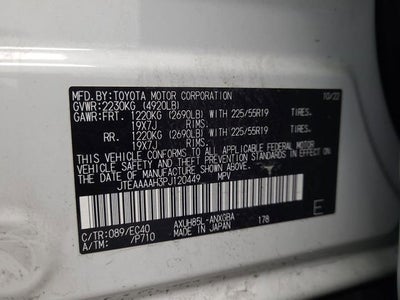 MFD.BY:TOYOTA MOTOR CORPORATION 10/22
GVWR:2230KG (4920LB)
GAWR:FRT. 1220KG (2690LB) WITH 225/55R19 TIRES.
19X7J RIMS.
RR. 1220KG (2690LB) WITH 225/55R19 TIRES.
19X7J RIMS.
THIS VEHICLE CONFORMS TO ALL APPLICABLE FEDERAL MOTOR
VEHICLE SAFETY AND BUMPER STANDARDS IN EFFECT ON THE
DATE OF MANUFACTURE SHOWN ABOVE.
JTEAAAAH3PJ120449 MPV
C/TR:089/EC40 AXUH85L-ANXGBA 178
A/TM: /P710 MADE IN JAPAN E